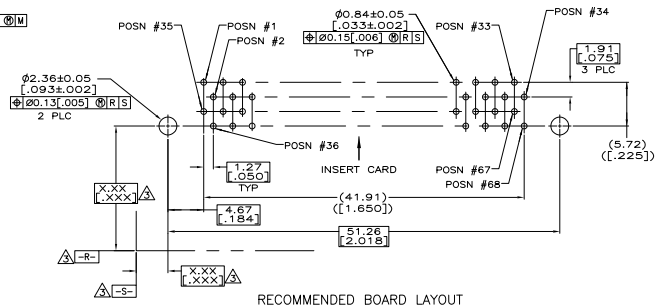 Ⓜ M
POSN #35
POSN #1
POSN #2
Ø0.84±0.05
[.033±.002]
⌖ Ø0.15[.006] Ⓜ R S
TYP
POSN #33
POSN #34
1.91
[.075]
3 PLC
Ø2.36±0.05
[.093±.002]
⌖ Ø0.13[.005] Ⓜ R S
2 PLC
POSN #36
INSERT CARD
POSN #67
POSN #68
(5.72)
([.225])
1.27
[.050]
TYP
(41.91)
([1.650])
X.XX
[.XXX] 3
4.67
[.184]
51.26
[2.018]
3 -R-
X.XX
[.XXX] 3
3 -S-
RECOMMENDED BOARD LAYOUT